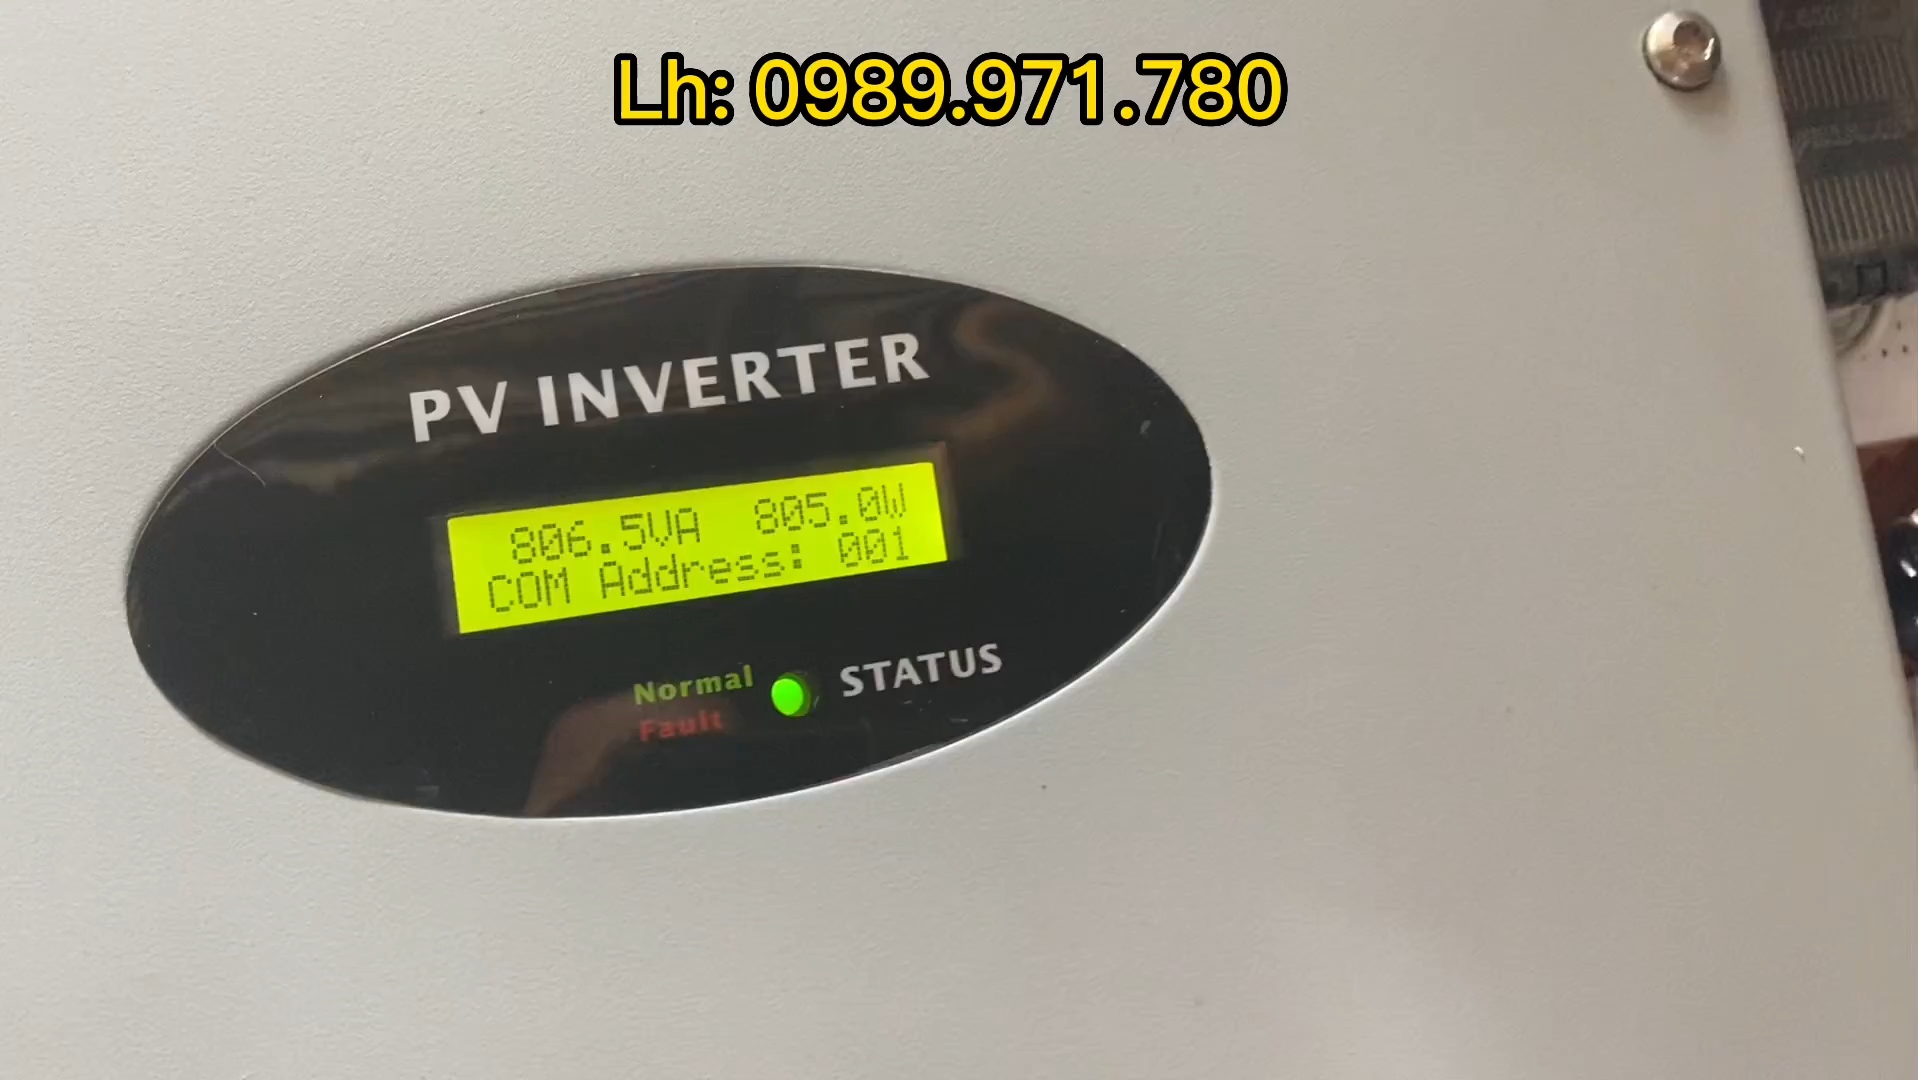 Lh: 0989.971.780
PV INVERTER
806.5VA 805.0W
COM Address: 001
Normal
STATUS
Fault